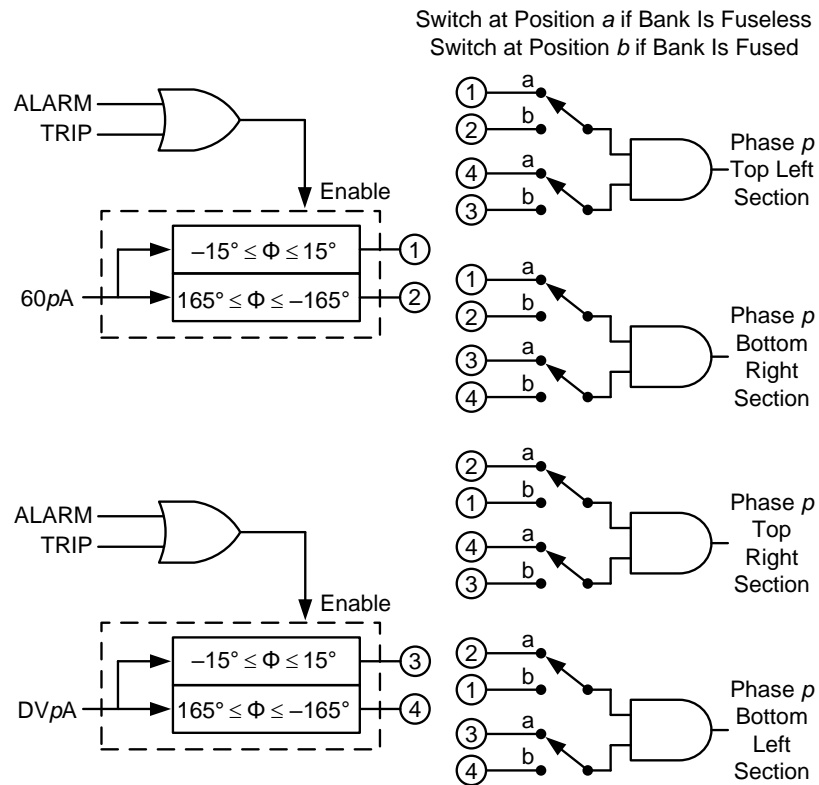 Switch at Position a if Bank Is Fuseless
Switch at Position b if Bank Is Fused
ALARM
TRIP
Enable
60pA
–15° ≤ Φ ≤ 15°
1
165° ≤ Φ ≤ –165°
2
ALARM
TRIP
Enable
DVpA
–15° ≤ Φ ≤ 15°
3
165° ≤ Φ ≤ –165°
4
1
a
2
b
4
a
3
b
Phase p
Top Left
Section
1
a
2
b
3
a
4
b
Phase p
Bottom
Right
Section
2
a
1
b
4
a
3
b
Phase p
Top
Right
Section
2
a
1
b
3
a
4
b
Phase p
Bottom
Left
Section